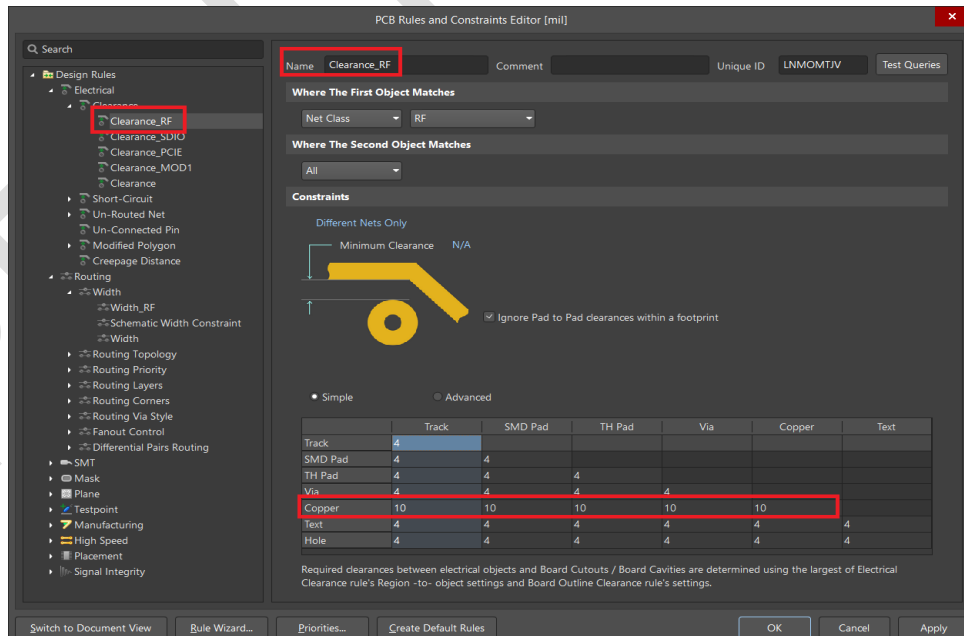 PCB Rules and Constraints Editor [mil]
Search
Design Rules
Electrical
Clearance
Clearance_RF
Clearance_SDIO
Clearance_PCIE
Clearance_MOD1
Clearance
Short-Circuit
Un-Routed Net
Un-Connected Pin
Modified Polygon
Creepage Distance
Routing
Width
Width_RF
Schematic Width Constraint
Width
Routing Topology
Routing Priority
Routing Layers
Routing Corners
Routing Via Style
Fanout Control
Differential Pairs Routing
SMT
Mask
Plane
Testpoint
Manufacturing
High Speed
Placement
Signal Integrity
Name Clearance_RF Comment Unique ID LNMOMTJV Test Queries
Where The First Object Matches
Net Class RF
Where The Second Object Matches
All
Constraints
Different Nets Only
Minimum Clearance N/A
Ignore Pad to Pad clearances within a footprint
Simple Advanced
Track SMD Pad TH Pad Via Copper Text
Track 4
SMD Pad 4 4
TH Pad 4 4 4
Via 4 4 4 4
Copper 10 10 10 10 10
Text 4 4 4 4 4 4
Hole 4 4 4 4 4 4
Required clearances between electrical objects and Board Cutouts / Board Cavities are determined using the largest of Electrical
Clearance rule's Region -to- object settings and Board Outline Clearance rule's settings.
Switch to Document View Rule Wizard... Priorities... Create Default Rules OK Cancel Apply